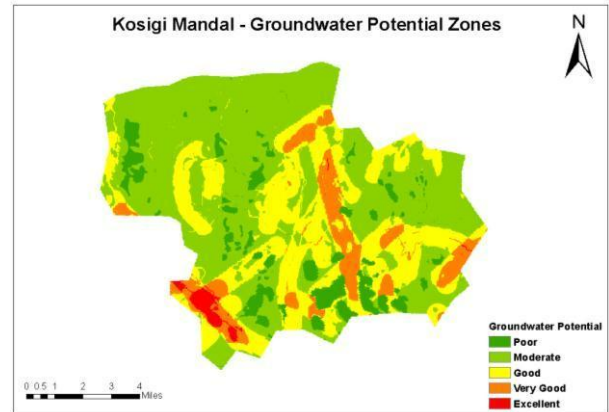 Kosigi Mandal - Groundwater Potential Zones
N
Groundwater Potential
Poor
Moderate
Good
Very Good
Excellent
0 0.5 1 2 3 4
Miles